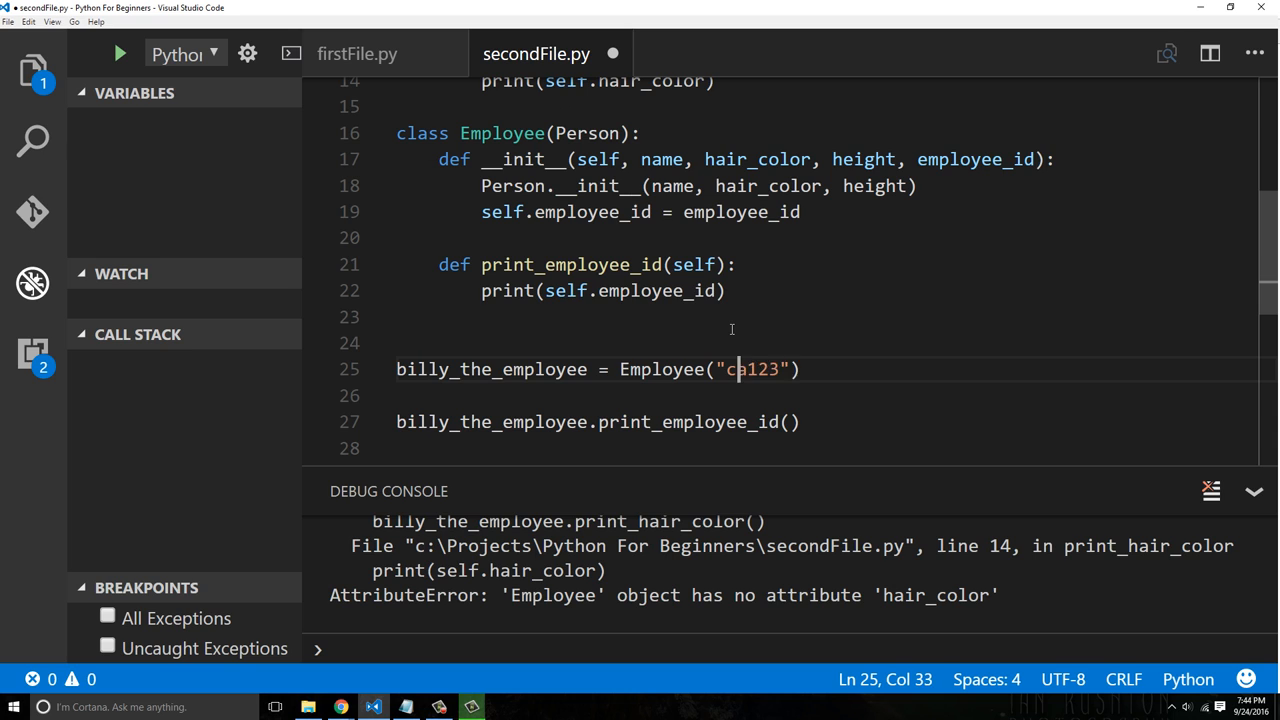 ● secondFile.py - Python For Beginners - Visual Studio Code
File Edit View Go Help
Pythor
firstFile.py
secondFile.py ●
1
VARIABLES
14 print(self.hair_color)
15
16 class Employee(Person):
17 def __init__(self, name, hair_color, height, employee_id):
18 Person.__init__(name, hair_color, height)
19 self.employee_id = employee_id
20
WATCH
21 def print_employee_id(self):
22 print(self.employee_id)
23
CALL STACK
24
2
25 billy_the_employee = Employee("ca123")
26
27 billy_the_employee.print_employee_id()
28
DEBUG CONSOLE
billy_the_employee.print_hair_color()
File "c:\Projects\Python For Beginners\secondFile.py", line 14, in print_hair_color
print(self.hair_color)
AttributeError: 'Employee' object has no attribute 'hair_color'
BREAKPOINTS
All Exceptions
Uncaught Exceptions
0 0
Ln 25, Col 33 Spaces: 4 UTF-8 CRLF Python
I'm Cortana. Ask me anything.
7:44 PM
9/24/2016